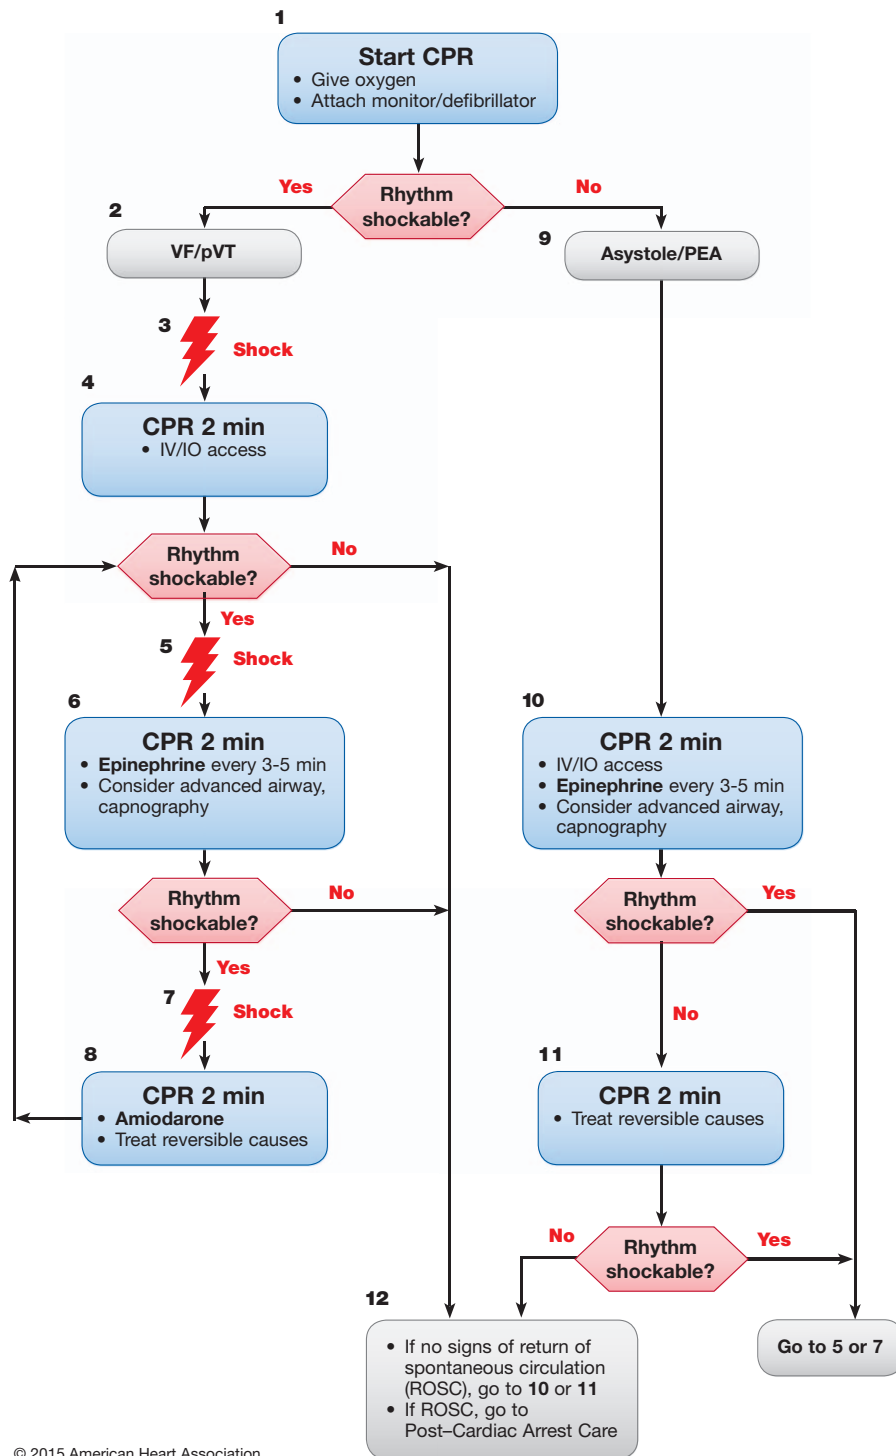 1
Start CPR
• Give oxygen
• Attach monitor/defibrillator
Rhythm
shockable?
Yes
No
2
VF/pVT
9
Asystole/PEA
3
Shock
4
CPR 2 min
• IV/IO access
Rhythm
shockable?
No
Yes
5
Shock
6
CPR 2 min
• Epinephrine every 3-5 min
• Consider advanced airway,
capnography
10
CPR 2 min
• IV/IO access
• Epinephrine every 3-5 min
• Consider advanced airway,
capnography
Rhythm
shockable?
No
Yes
Rhythm
shockable?
Yes
No
7
Shock
8
CPR 2 min
• Amiodarone
• Treat reversible causes
11
CPR 2 min
• Treat reversible causes
No
Rhythm
shockable?
Yes
12
• If no signs of return of
spontaneous circulation
(ROSC), go to 10 or 11
• If ROSC, go to
Post–Cardiac Arrest Care
Go to 5 or 7
© 2015 American Heart Association